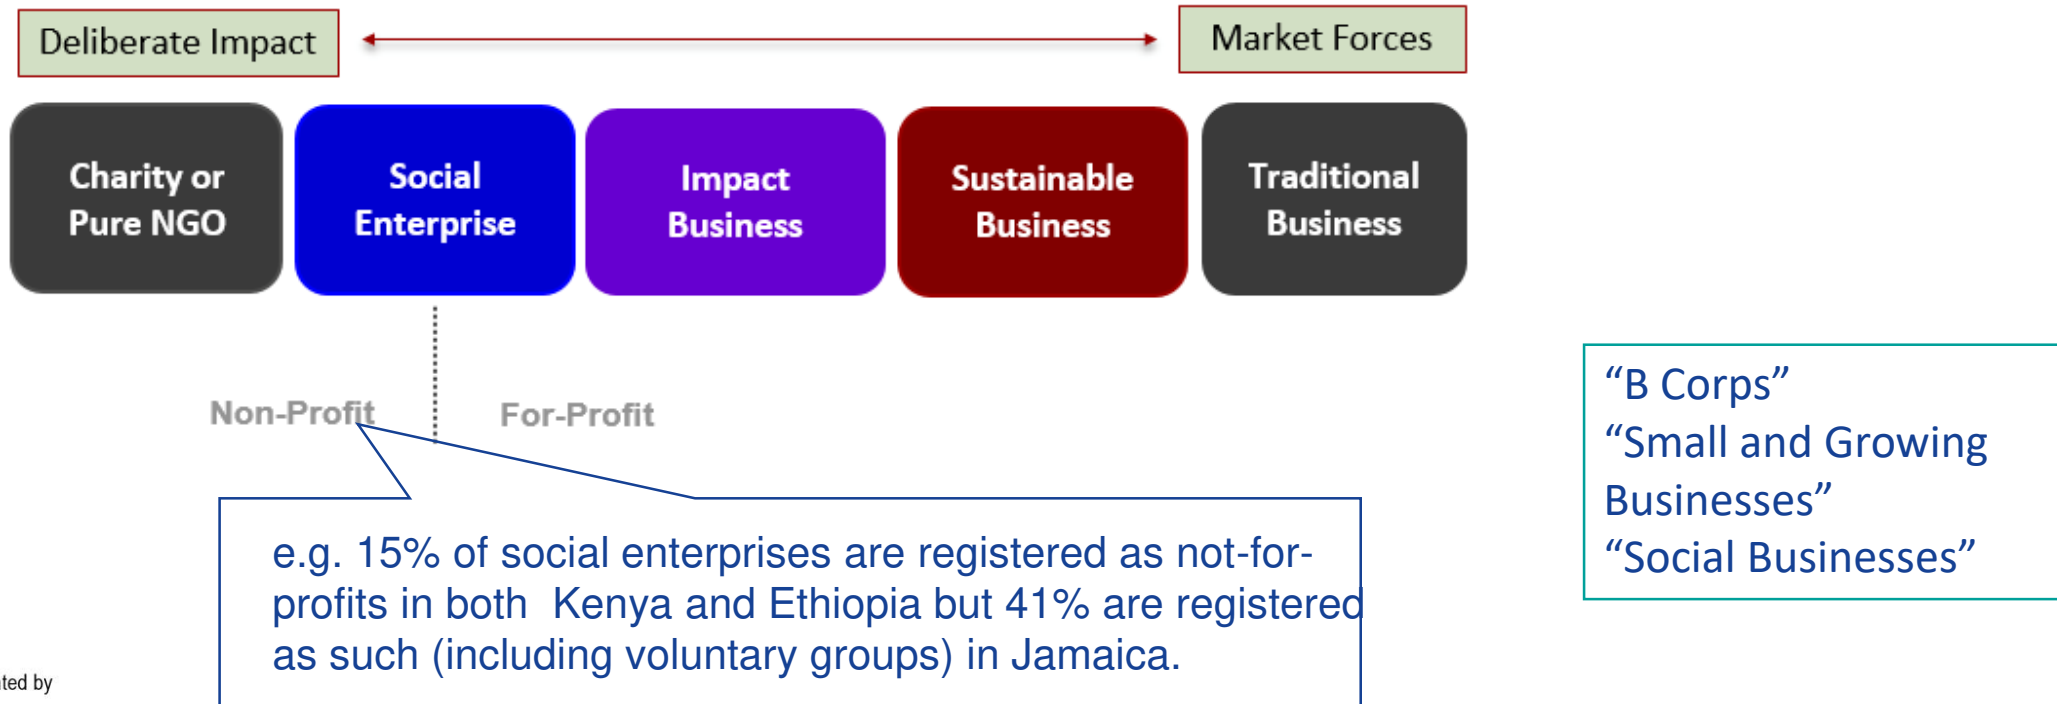 Deliberate Impact
Market Forces
Charity or
Pure NGO
Social
Enterprise
Impact
Business
Sustainable
Business
Traditional
Business
Non-Profit
For-Profit
“B Corps”
“Small and Growing
Businesses”
“Social Businesses”
e.g. 15% of social enterprises are registered as not-for-
profits in both Kenya and Ethiopia but 41% are registered
as such (including voluntary groups) in Jamaica.
by